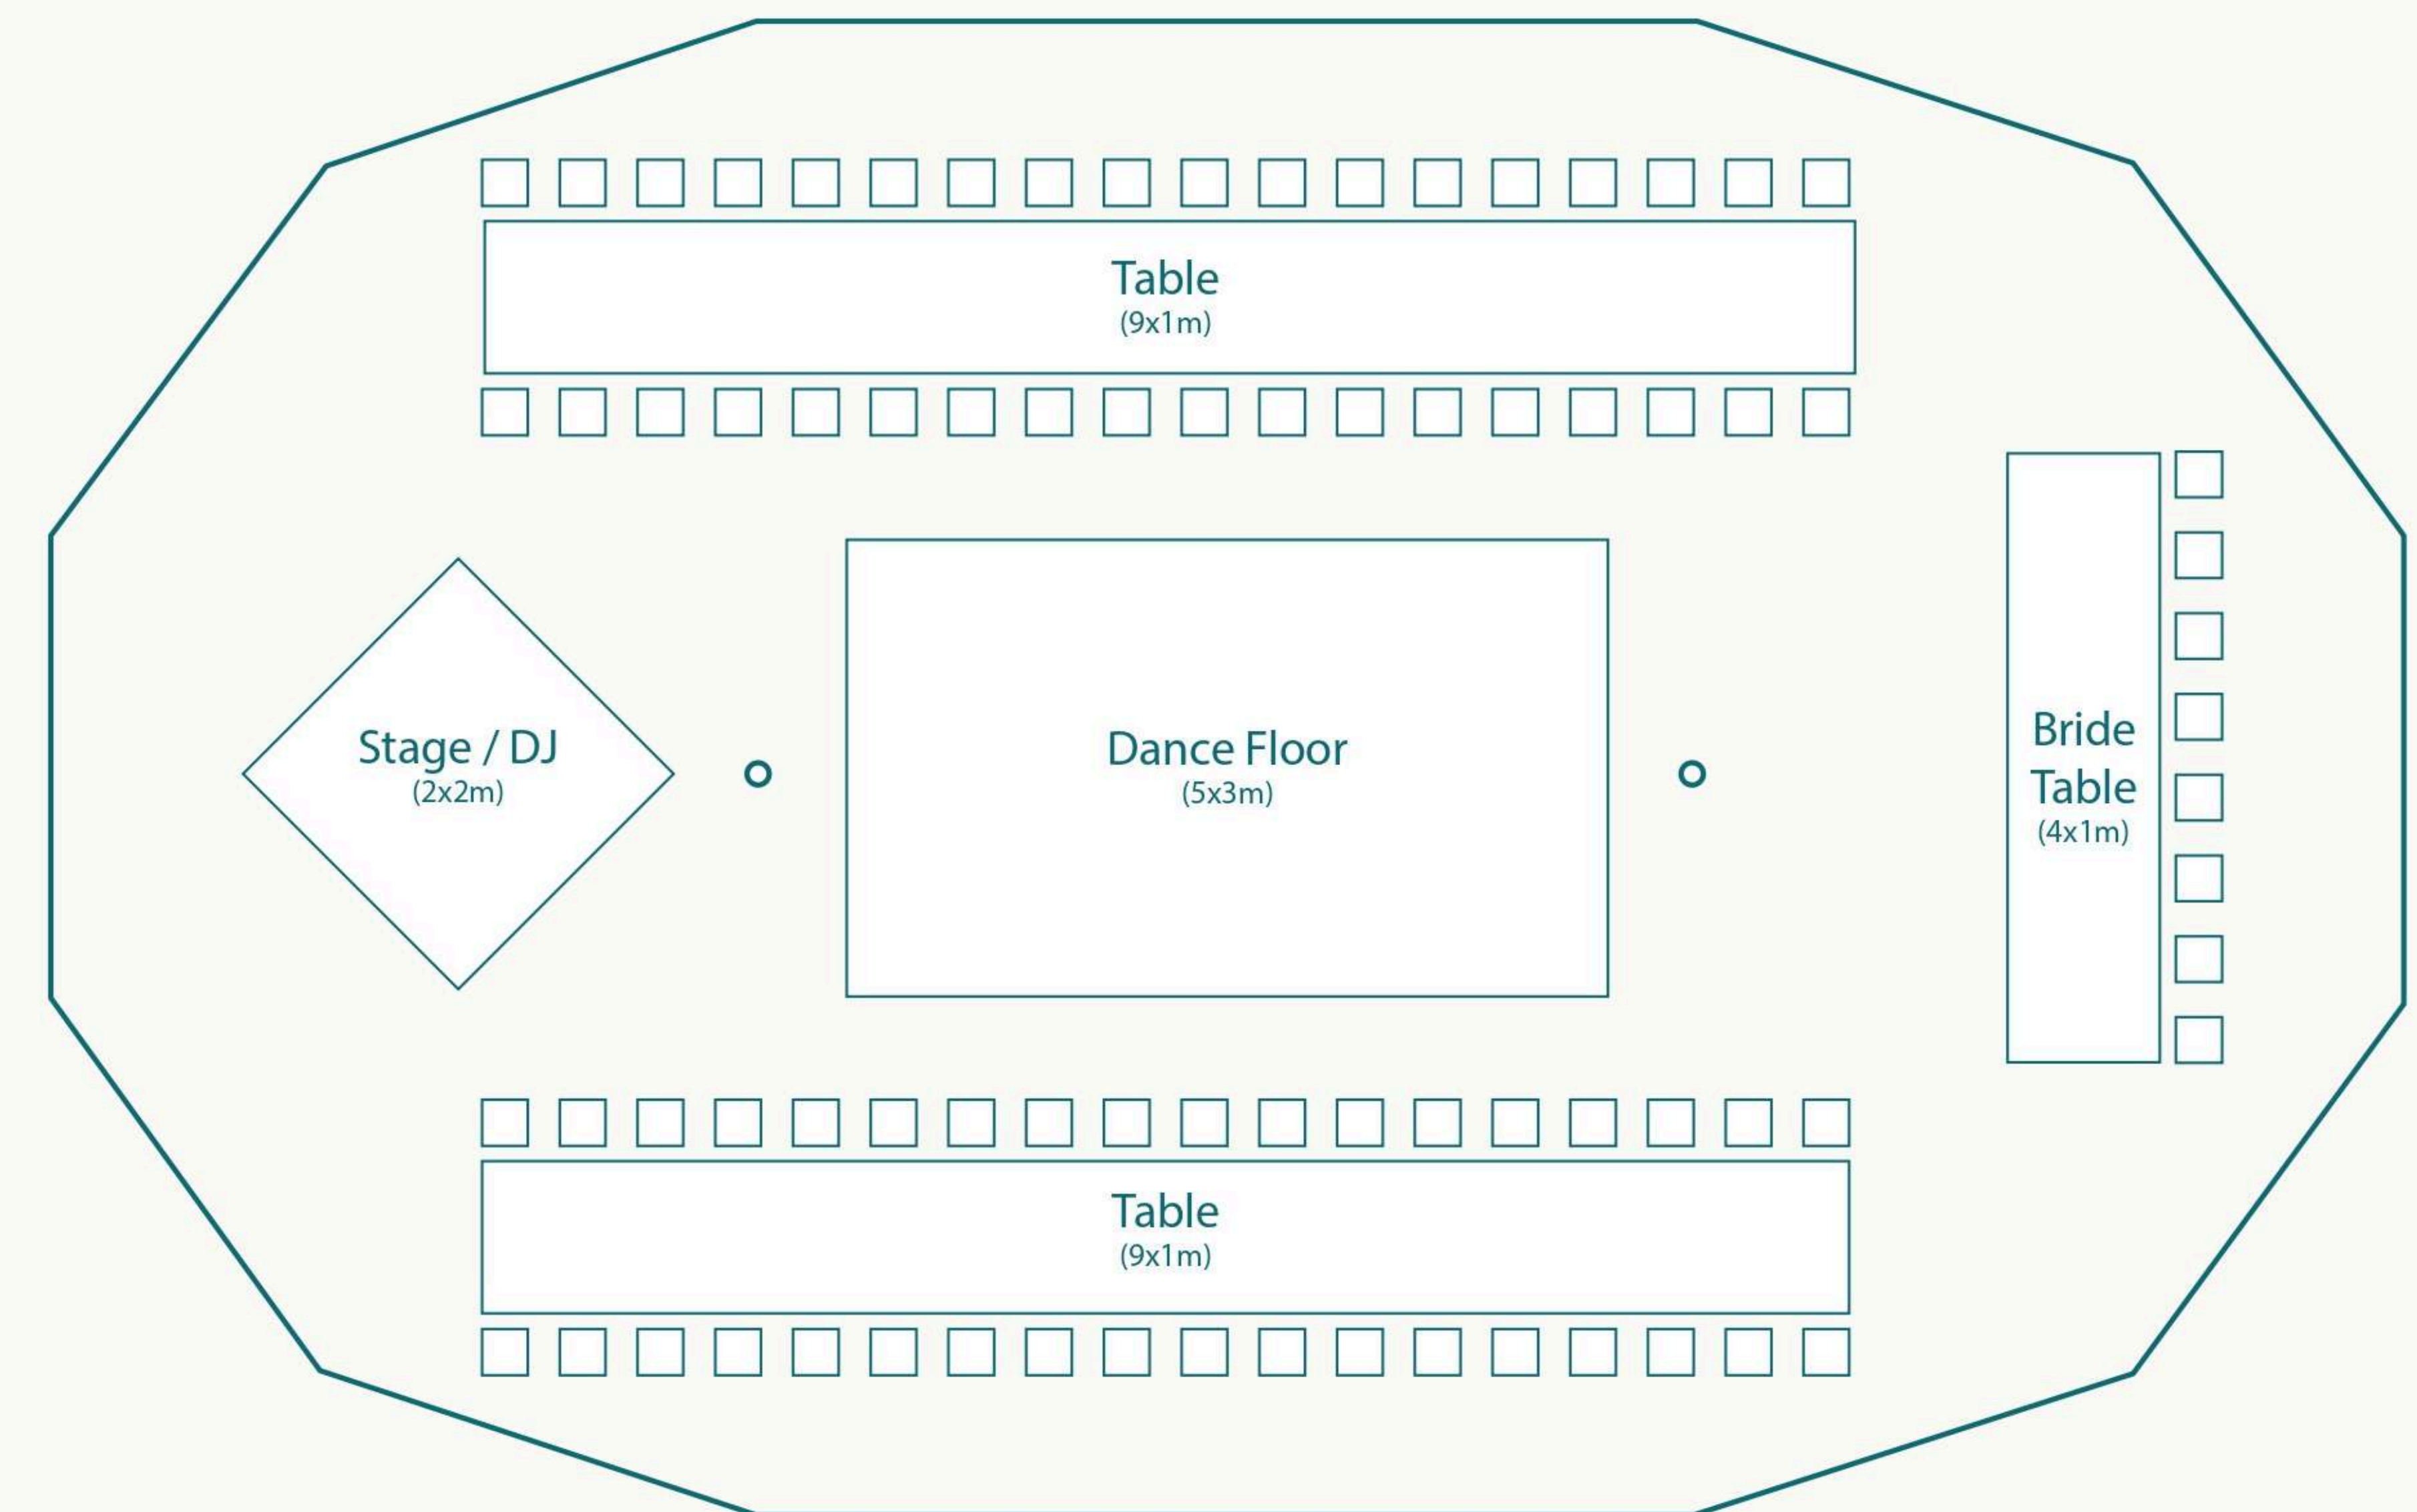 Table
(9x1m)
Stage / DJ
(2x2m)
Dance Floor
(5x3m)
Bride
Table
(4x1m)
Table
(9x1m)